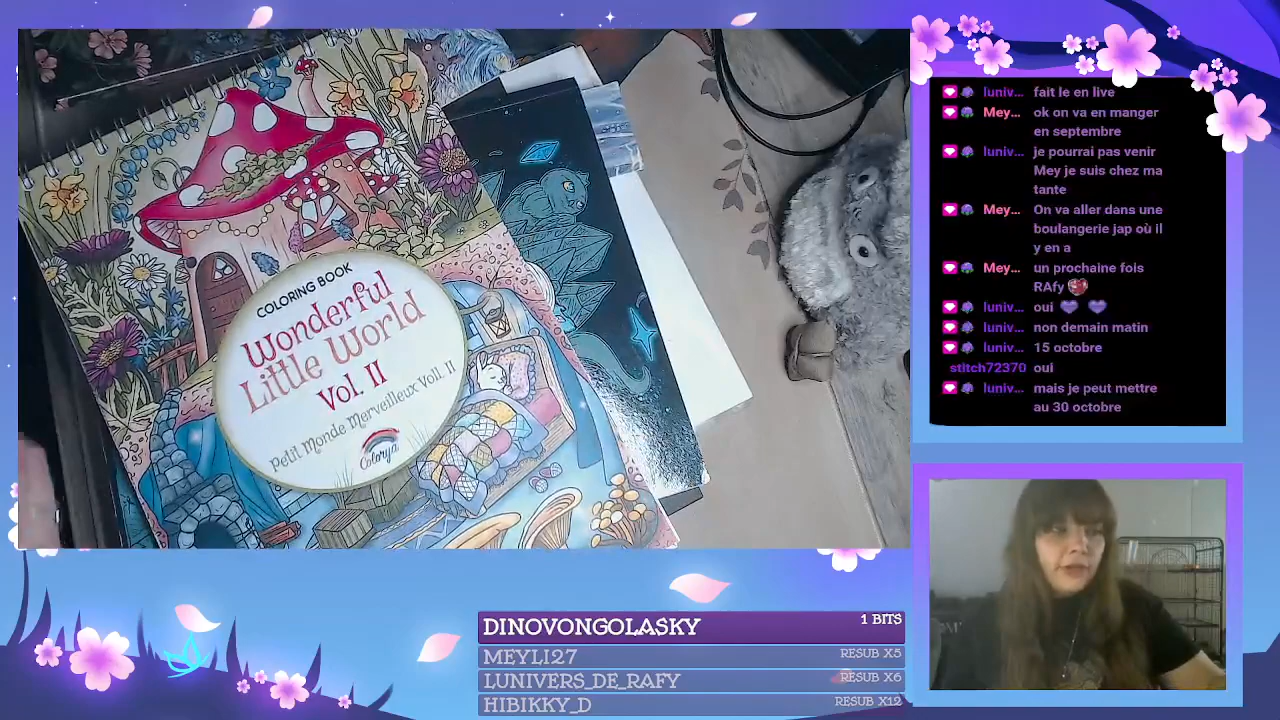 COLORING BOOK
Wonderful
Little World
Vol. II
Petit Monde Merveilleux Vol. II
Colorya
luniv... fait le en live
Mey... ok on va en manger
en septembre
luniv... je pourrai pas venir
Mey je suis chez ma
tante
Mey... On va aller dans une
boulangerie jap où il
y en a
Mey... un prochaine fois
RAfy
luniv... oui
luniv... non demain matin
luniv... 15 octobre
stitch72370 oui
luniv... mais je peut mettre
au 30 octobre
DINOVONGOLASKY 1 BITS
MEYLI27 RESUB X5
LUNIVERS_DE_RAFY RESUB X6
HIBIKKY_D RESUB X12